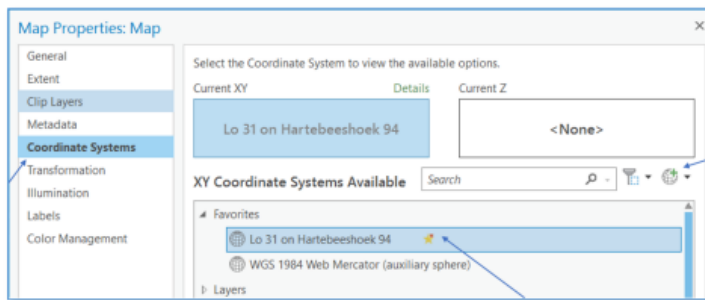 Map Properties: Map
General
Extent
Clip Layers
Metadata
Coordinate Systems
Transformation
Illumination
Labels
Color Management
Select the Coordinate System to view the available options.
Current XY
Details
Current Z
Lo 31 on Hartebeeshoek 94
<None>
XY Coordinate Systems Available
Search
Favorites
Lo 31 on Hartebeeshoek 94
WGS 1984 Web Mercator (auxiliary sphere)
Layers